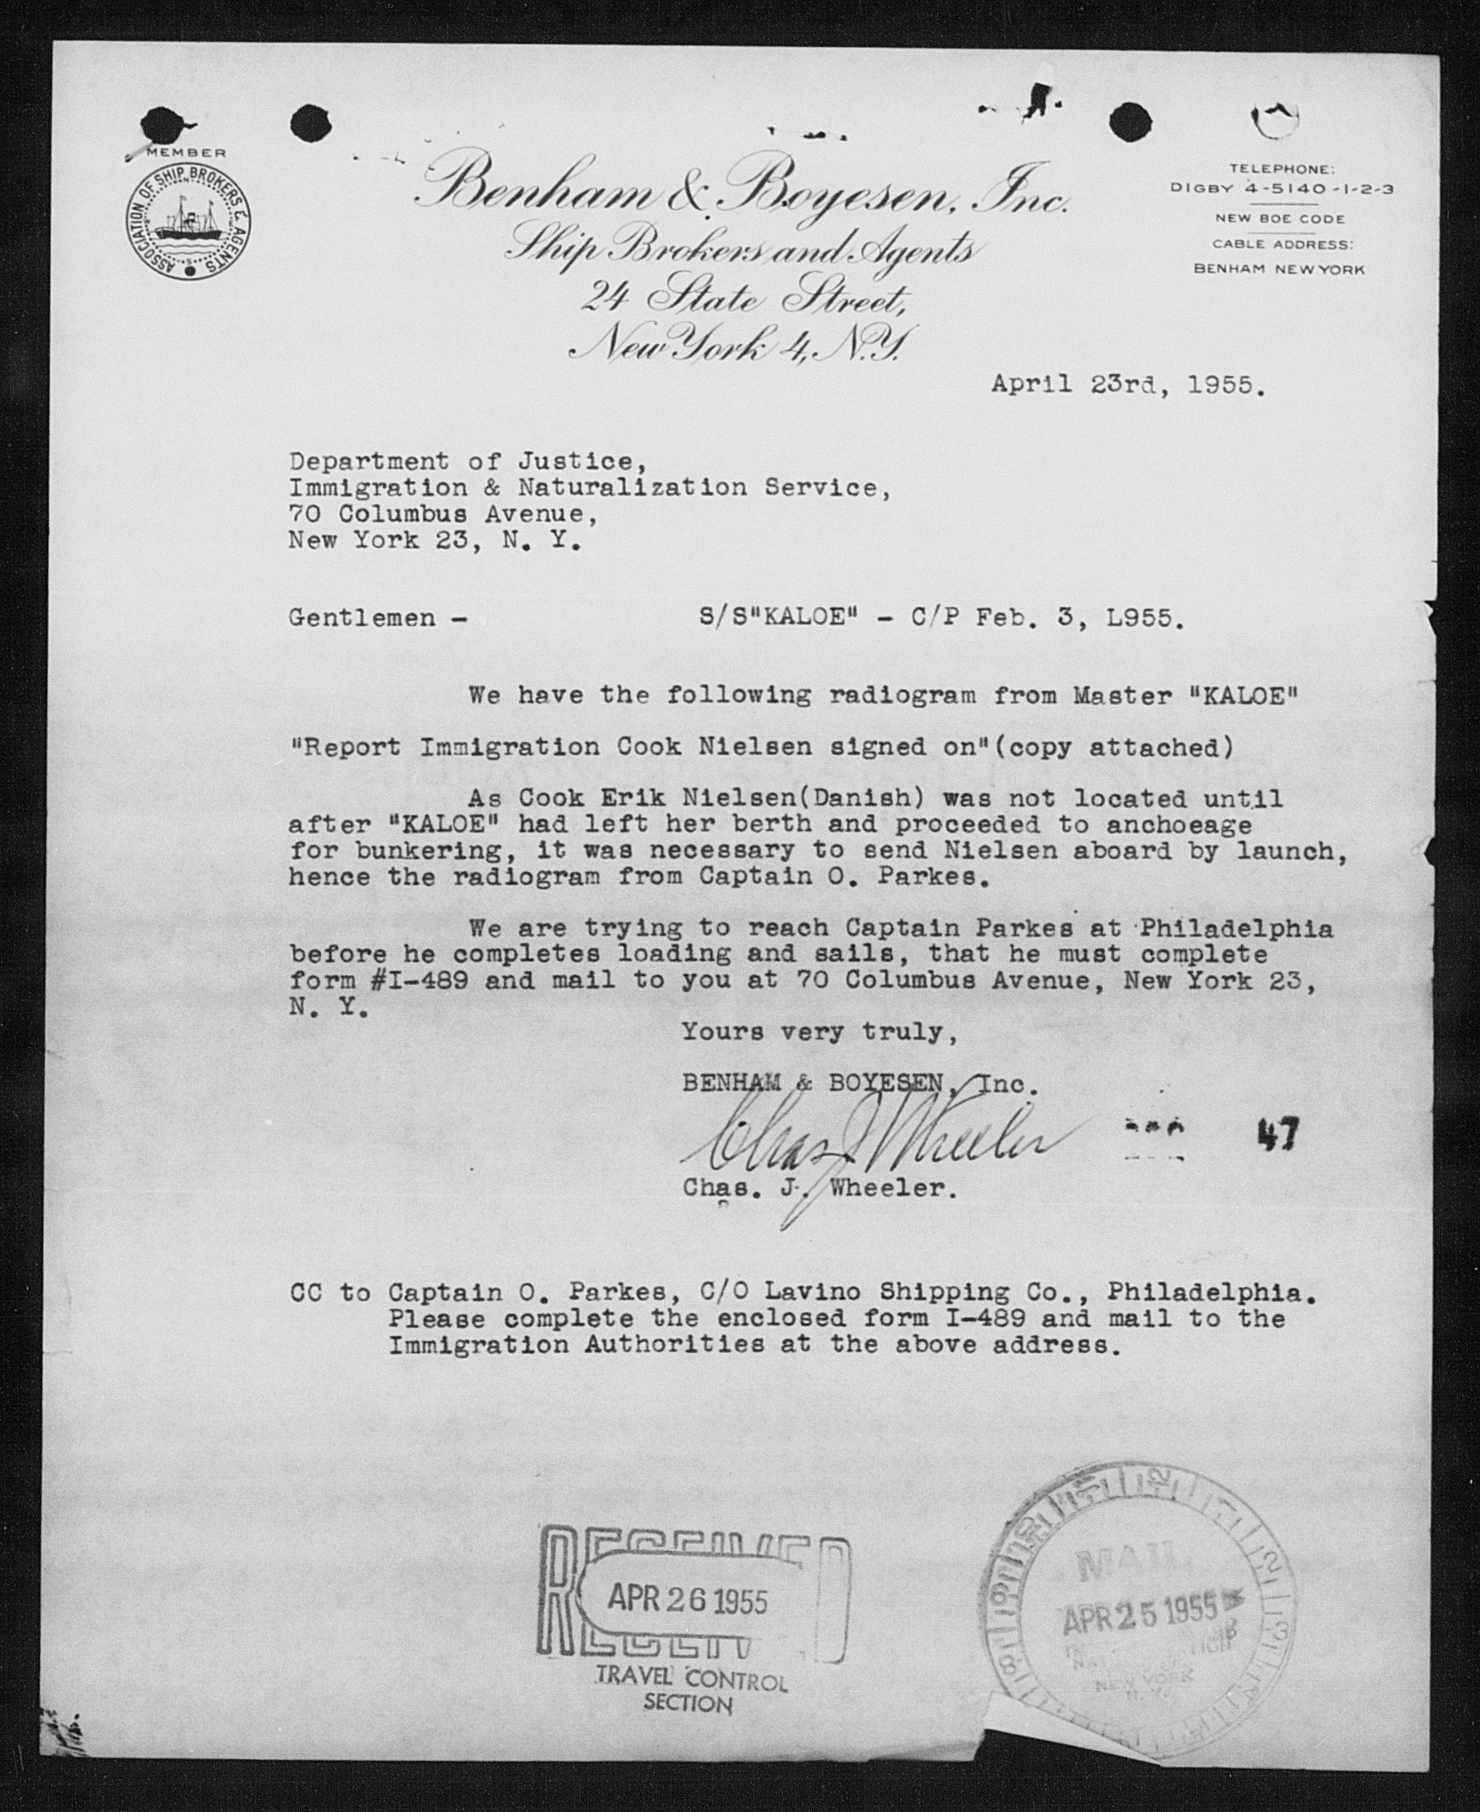 MEMBER
ASSOCIATION OF SHIP BROKERS & AGENTS
Benham & Boyesen, Inc.
Ship Brokers and Agents
24 State Street,
New York 4, N.Y.
TELEPHONE:
DIGBY 4-5140-1-2-3
NEW BOE CODE
CABLE ADDRESS:
BENHAM NEWYORK
April 23rd, 1955.
Department of Justice,
Immigration & Naturalization Service,
70 Columbus Avenue,
New York 23, N. Y.
Gentlemen - S/S"KALOE" - C/P Feb. 3, L955.
We have the following radiogram from Master "KALOE"
"Report Immigration Cook Nielsen signed on"(copy attached)
As Cook Erik Nielsen(Danish) was not located until
after "KALOE" had left her berth and proceeded to anchoeage
for bunkering, it was necessary to send Nielsen aboard by launch,
hence the radiogram from Captain O. Parkes.
We are trying to reach Captain Parkes at Philadelphia
before he completes loading and sails, that he must complete
form #I-489 and mail to you at 70 Columbus Avenue, New York 23,
N. Y.
Yours very truly,
BENHAM & BOYESEN, Inc.
Chas J Wheeler
Chas. J. Wheeler.
47
CC to Captain O. Parkes, C/O Lavino Shipping Co., Philadelphia.
Please complete the enclosed form I-489 and mail to the
Immigration Authorities at the above address.
RECEIVED
APR 26 1955
TRAVEL CONTROL
SECTION
MAIL
APR 25 1955
NEW YORK
N.Y.